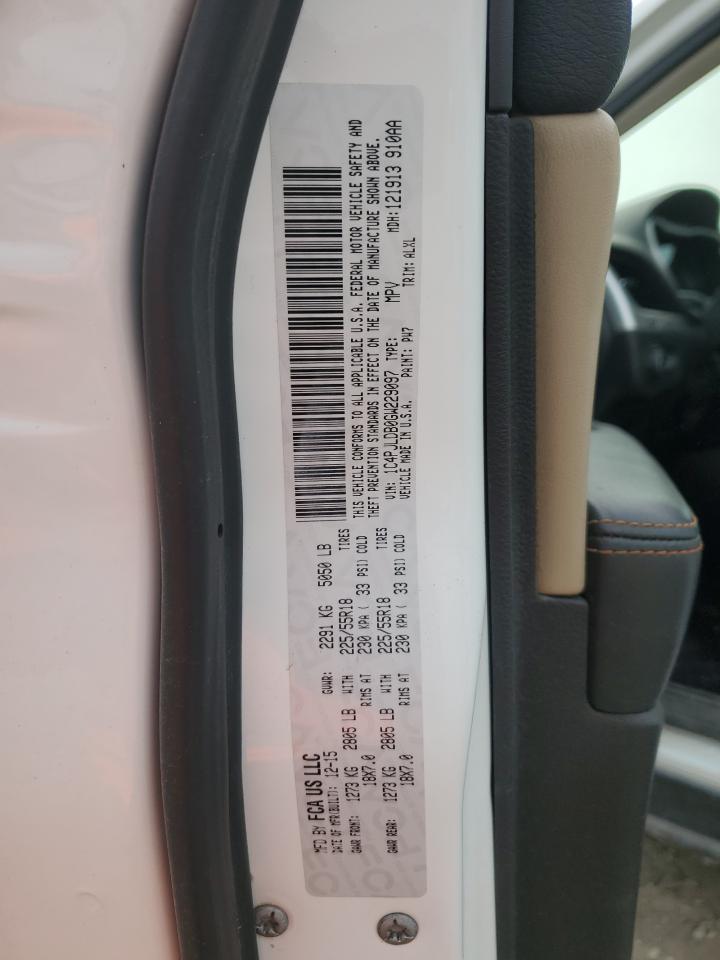 MFD BY FCA US LLC
DATE OF MFR(BUILT): 12-15 GVWR: 2291 KG 5050 LB
GAWR FRONT: 1273 KG 2805 LB WITH 225/55R18 TIRES
18X7.0 RIMS AT 230 KPA ( 33 PSI) COLD
GAWR REAR: 1273 KG 2805 LB WITH 225/55R18 TIRES
18X7.0 RIMS AT 230 KPA ( 33 PSI) COLD
THIS VEHICLE CONFORMS TO ALL APPLICABLE U.S.A. FEDERAL MOTOR VEHICLE SAFETY AND
THEFT PREVENTION STANDARDS IN EFFECT ON THE DATE OF MANUFACTURE SHOWN ABOVE.
VIN: 1C4PJLDB0GW229097 TYPE: MPV MDH:121913 910AA
VEHICLE MADE IN U.S.A. PAINT: PW7 TRIM: ALXL